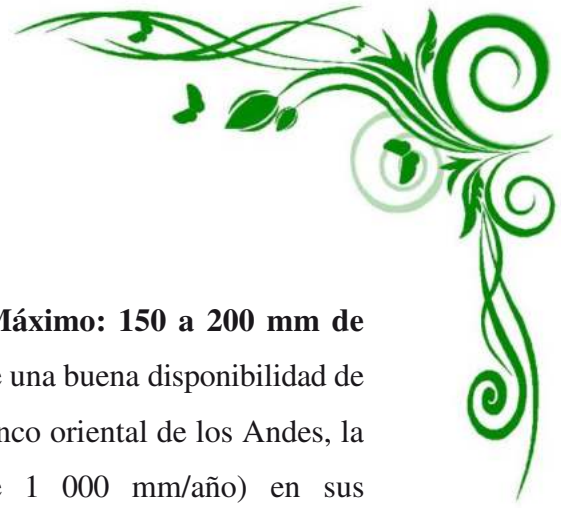 Máximo: 150 a 200 mm de
una buena disponibilidad de
oriental de los Andes, la
1 000 mm/año) en sus